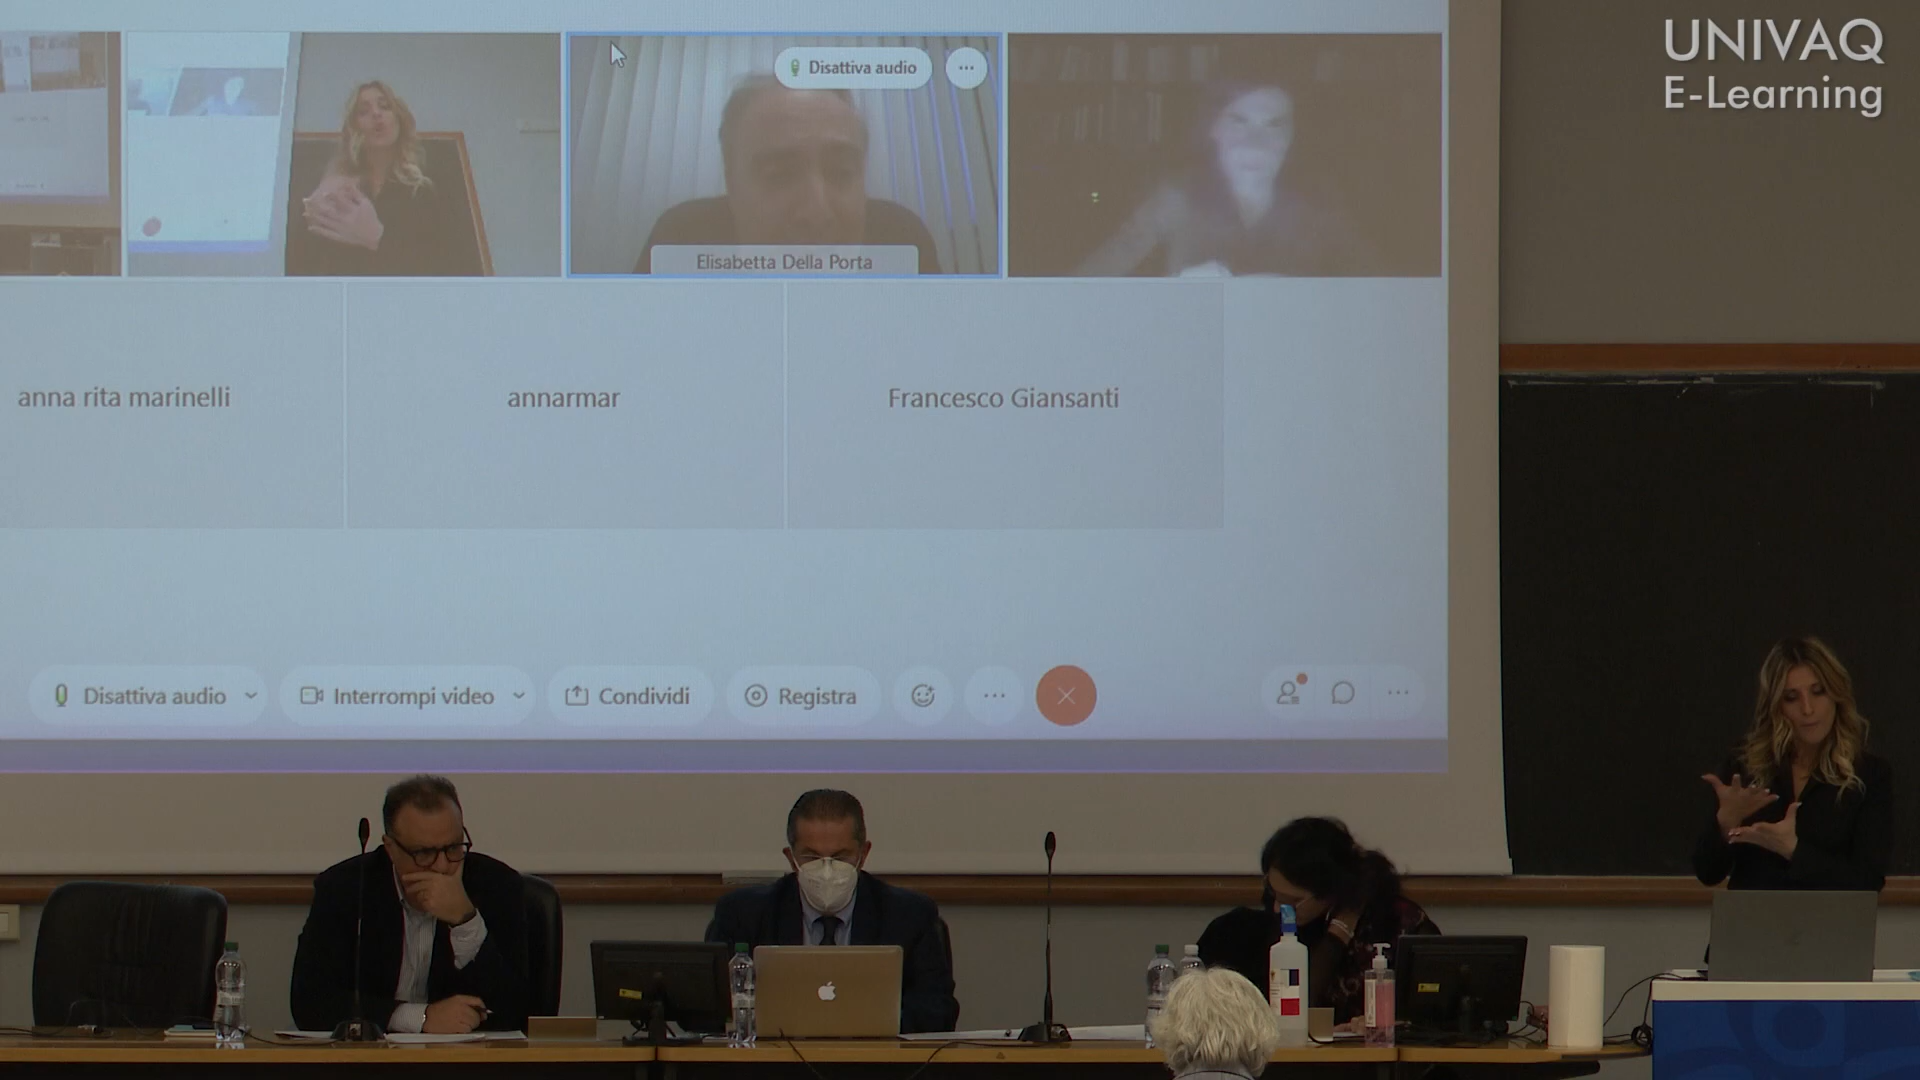 UNIVAQ
E-Learning
Disattiva audio
Elisabetta Della Porta
anna rita marinelli
annarmar
Francesco Giansanti
Disattiva audio
Interrompi video
Condividi
Registra